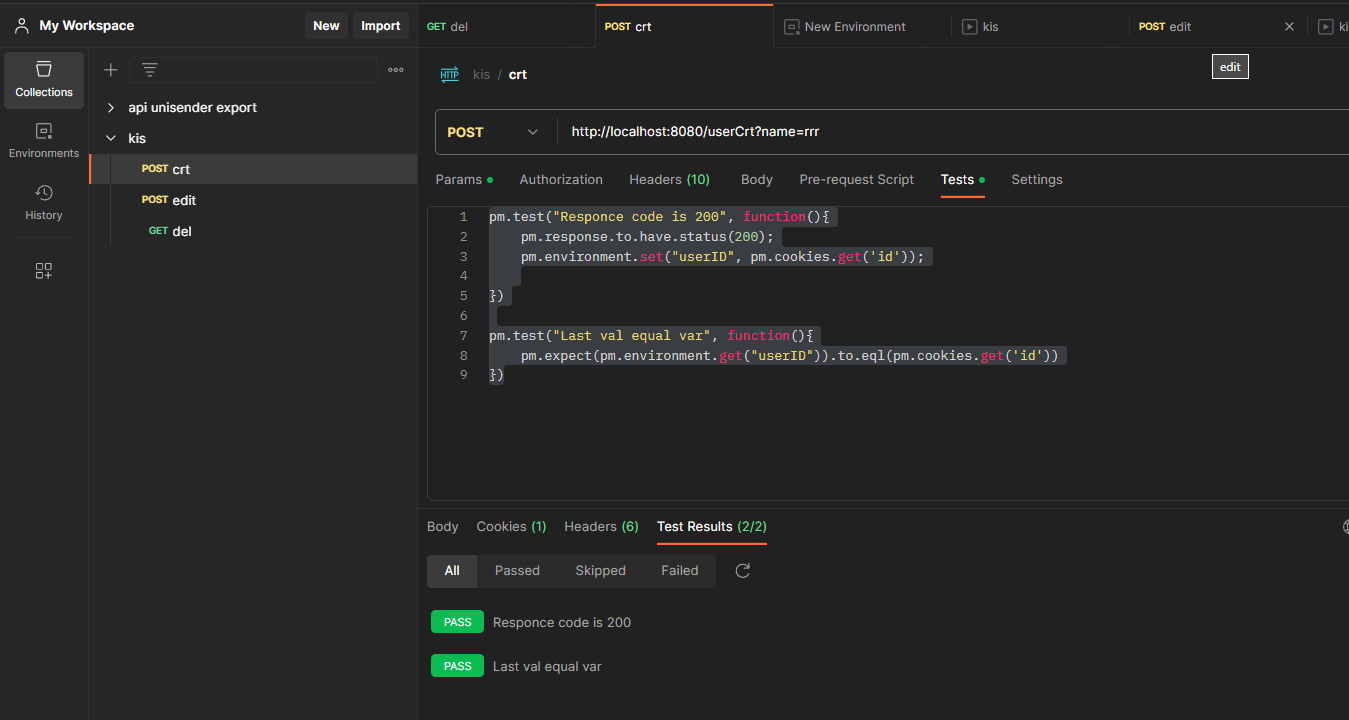 My Workspace New Import
GET del POST crt New Environment kis POST edit ki
edit
Collections
Environments
History
api unisender export
kis
POST crt
POST edit
GET del
HTTP kis / crt
POST http://localhost:8080/userCrt?name=rrr
Params Authorization Headers (10) Body Pre-request Script Tests Settings
1 pm.test("Responce code is 200", function(){
2 pm.response.to.have.status(200);
3 pm.environment.set("userID", pm.cookies.get('id'));
4
5 })
6
7 pm.test("Last val equal var", function(){
8 pm.expect(pm.environment.get("userID")).to.eql(pm.cookies.get('id'))
9 })
Body Cookies (1) Headers (6) Test Results (2/2)
All Passed Skipped Failed
PASS Responce code is 200
PASS Last val equal var